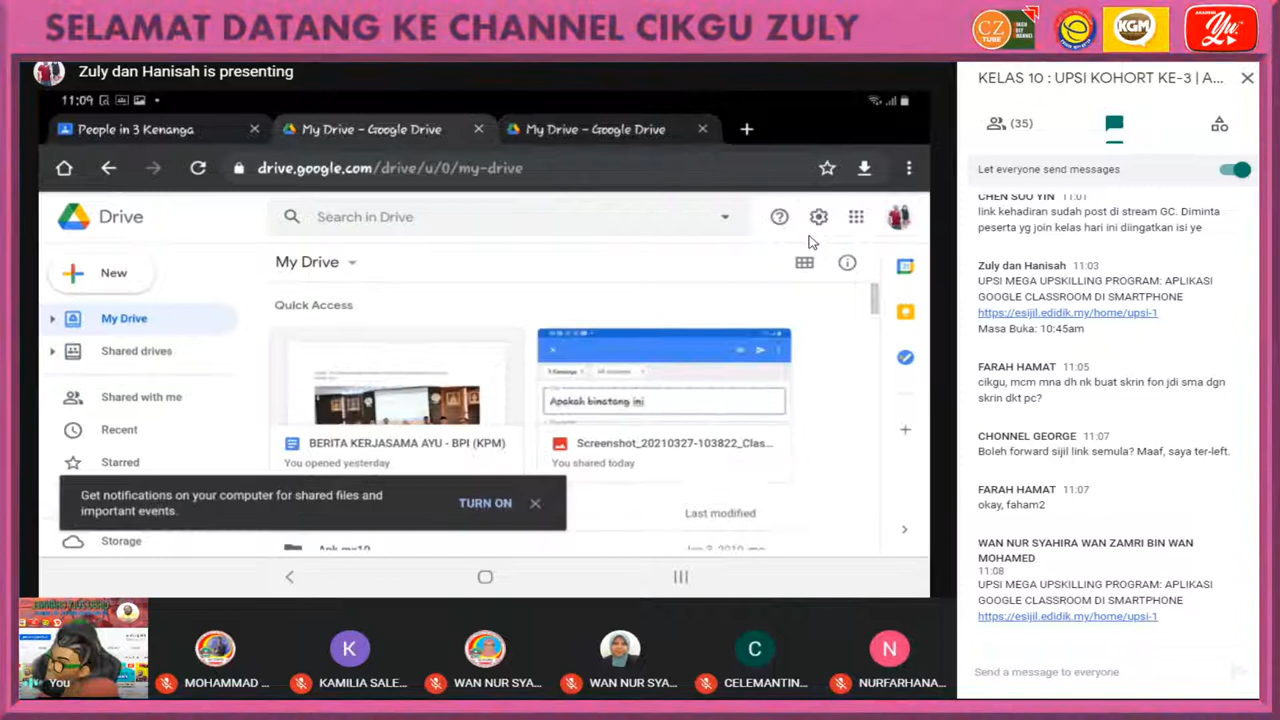 SELAMAT DATANG KE CHANNEL CIKGU ZULY
CZ
TUBE
KGM
Yu.
Zuly dan Hanisah is presenting
11:09
People in 3 Kenanga
My Drive – Google Drive
My Drive – Google Drive
drive.google.com/drive/u/0/my-drive
Drive
Search in Drive
New
My Drive
Shared drives
Shared with me
Recent
Starred
Storage
My Drive
Quick Access
BERITA KERJASAMA AYU - BPI (KPM)
You opened yesterday
3 Kenanga
Apakah binatang ini
Screenshot_20210327-103822_Clas...
You shared today
Last modified
Get notifications on your computer for shared files and
important events.
TURN ON
You
MOHAMMAD ...
K
KAMILIA SALE...
WAN NUR SYA...
WAN NUR SYA...
C
CELEMANTIN...
N
NURFARHANA...
KELAS 10 : UPSI KOHORT KE-3 | A...
(35)
Let everyone send messages
CHEN SUU YIN 11:01
link kehadiran sudah post di stream GC. Diminta
peserta yg join kelas hari ini diingatkan isi ye
Zuly dan Hanisah 11:03
UPSI MEGA UPSKILLING PROGRAM: APLIKASI
GOOGLE CLASSROOM DI SMARTPHONE
https://esijil.edidik.my/home/upsi-1
Masa Buka: 10:45am
FARAH HAMAT 11:05
cikgu, mcm mna dh nk buat skrin fon jdi sma dgn
skrin dkt pc?
CHONNEL GEORGE 11:07
Boleh forward sijil link semula? Maaf, saya ter-left.
FARAH HAMAT 11:07
okay, faham2
WAN NUR SYAHIRA WAN ZAMRI BIN WAN
MOHAMED
11:08
UPSI MEGA UPSKILLING PROGRAM: APLIKASI
GOOGLE CLASSROOM DI SMARTPHONE
https://esijil.edidik.my/home/upsi-1
Send a message to everyone